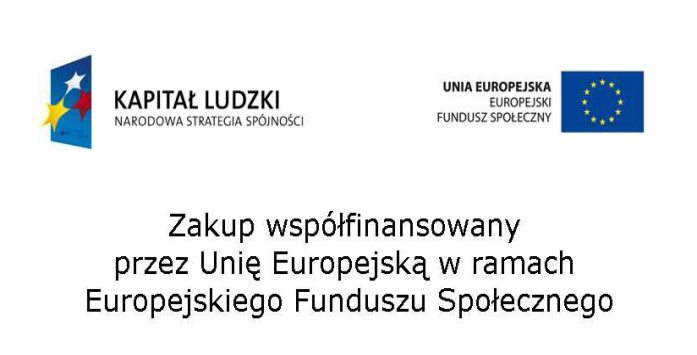 KAPITAŁ LUDZKI
NARODOWA STRATEGIA SPÓJNOŚCI
UNIA EUROPEJSKA
EUROPEJSKI
FUNDUSZ SPOŁECZNY
Zakup współfinansowany
przez Unię Europejską w ramach
Europejskiego Funduszu Społecznego